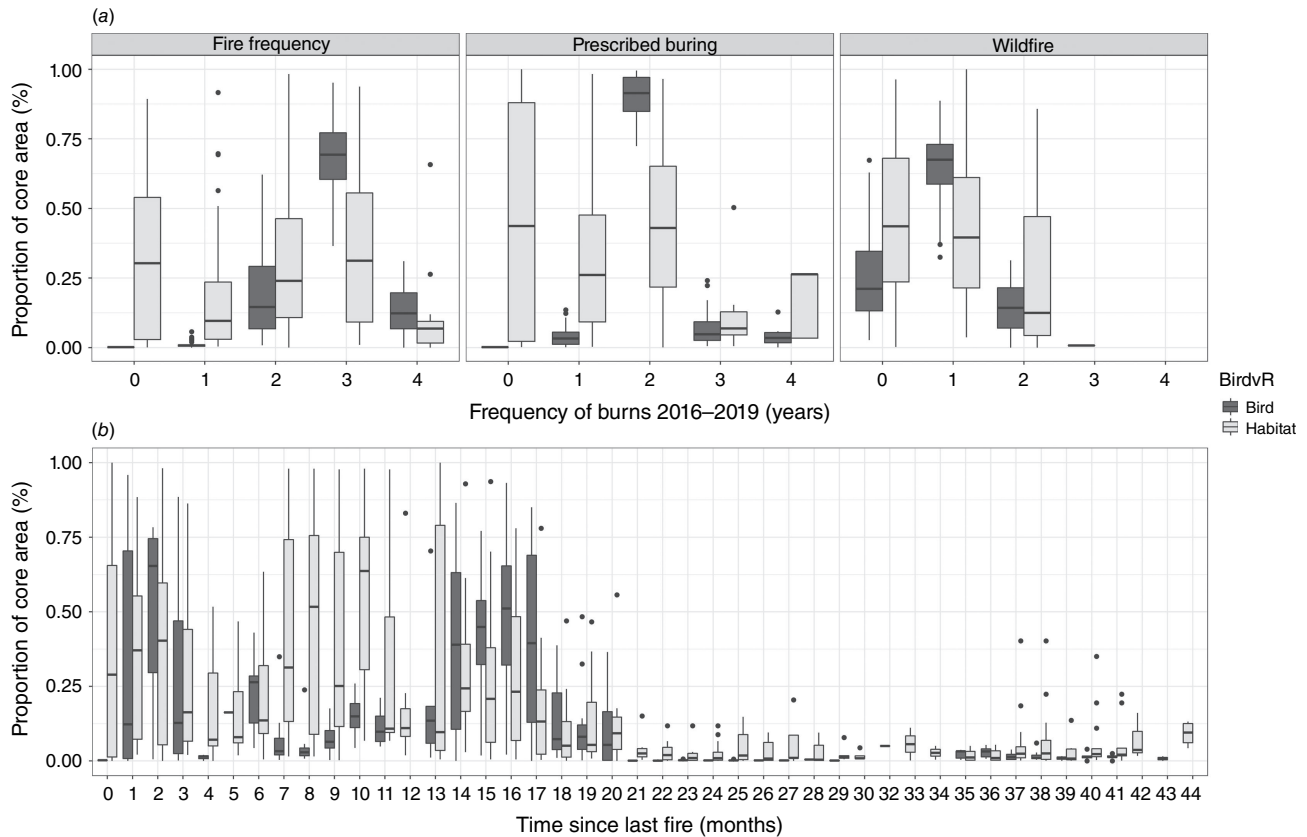 (a)
Fire frequency Prescribed buring Wildfire
1.00
0.75
0.50
0.25
0.00
Proportion of core area (%)
0 1 2 3 4 0 1 2 3 4 0 1 2 3 4
Frequency of burns 2016–2019 (years)
BirdvR
Bird
Habitat
(b)
1.00
0.75
0.50
0.25
0.00
Proportion of core area (%)
0 1 2 3 4 5 6 7 8 9 10 11 12 13 14 15 16 17 18 19 20 21 22 23 24 25 26 27 28 29 30 32 33 34 35 36 37 38 39 40 41 42 43 44
Time since last fire (months)